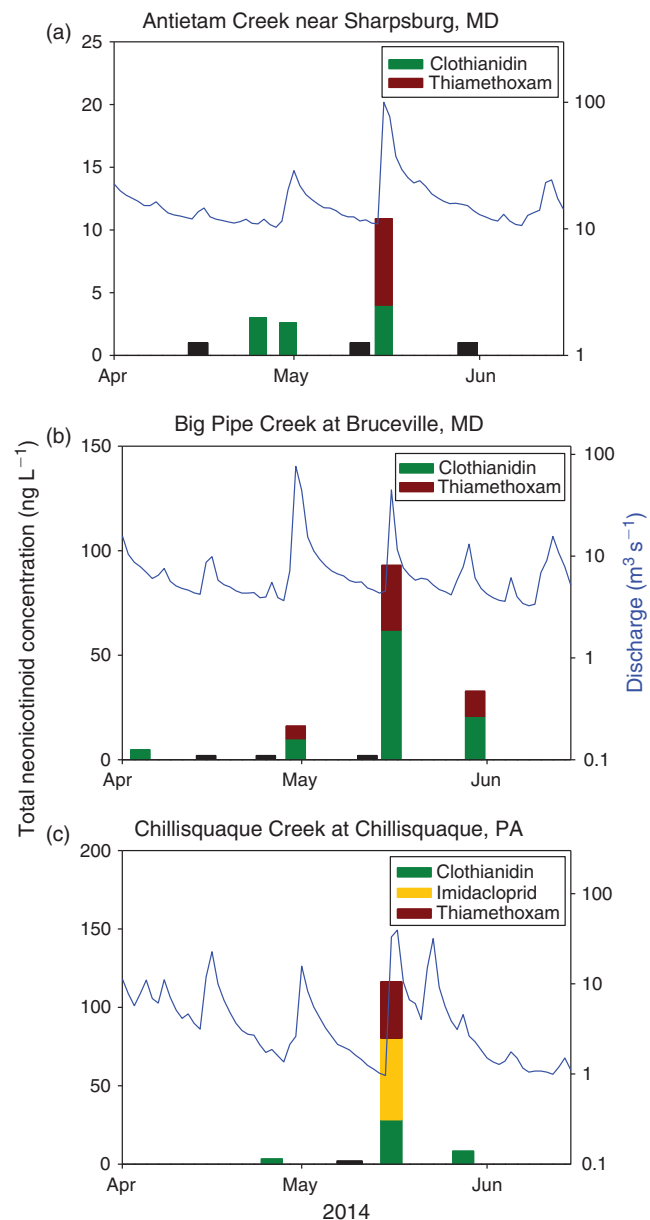 (a) Antietam Creek near Sharpsburg, MD
25
20
15
10
5
0
Clothianidin
Thiamethoxam
100
10
1
Apr May Jun
(b) Big Pipe Creek at Bruceville, MD
150
100
50
0
Clothianidin
Thiamethoxam
100
10
1
0.1
Apr May Jun
Total neonicotinoid concentration (ng L⁻¹)
Discharge (m³ s⁻¹)
(c) Chillisquaque Creek at Chillisquaque, PA
200
150
100
50
0
Clothianidin
Imidacloprid
Thiamethoxam
100
10
1
0.1
Apr May Jun
2014